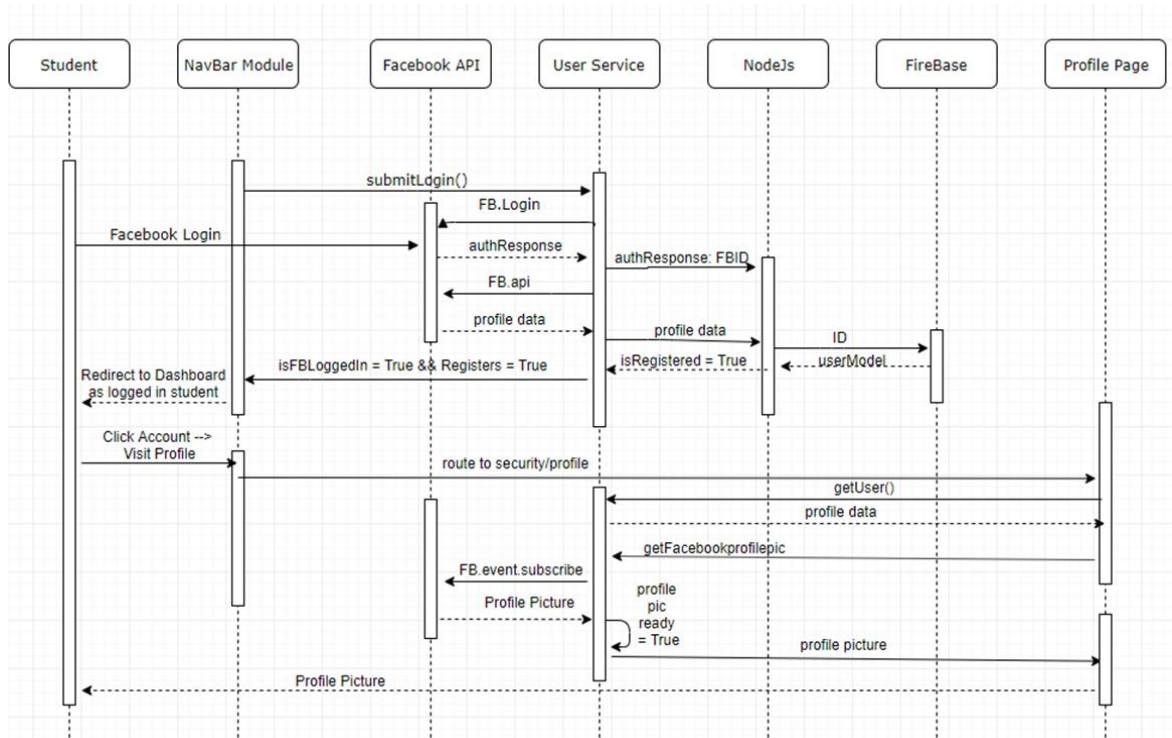 Student
NavBar Module
Facebook API
User Service
NodeJs
FireBase
Profile Page
submitLogin()
FB.Login
Facebook Login
authResponse
authResponse: FBID
FB.api
profile data
profile data
ID
isRegistered = True
userModel
isFBLoggedIn = True && Registers = True
Redirect to Dashboard
as logged in student
Click Account -->
Visit Profile
route to security/profile
getUser()
profile data
getFacebookprofilepic
FB.event.subscribe
Profile Picture
profile
pic
ready
= True
profile picture
Profile Picture